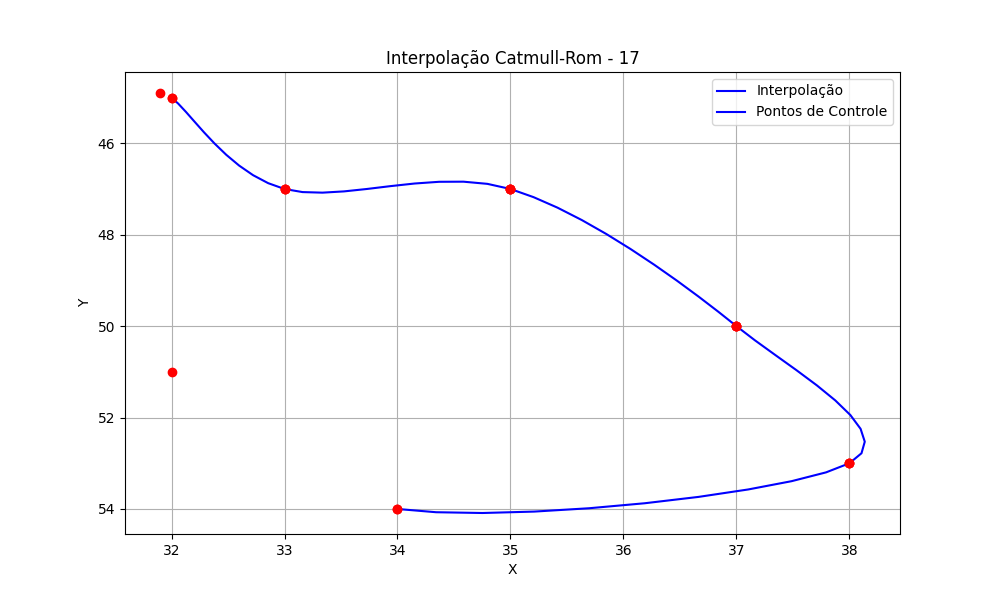 Interpolação Catmull-Rom - 17
Interpolação
Pontos de Controle
46
48
50
52
54
Y
32 33 34 35 36 37 38
X